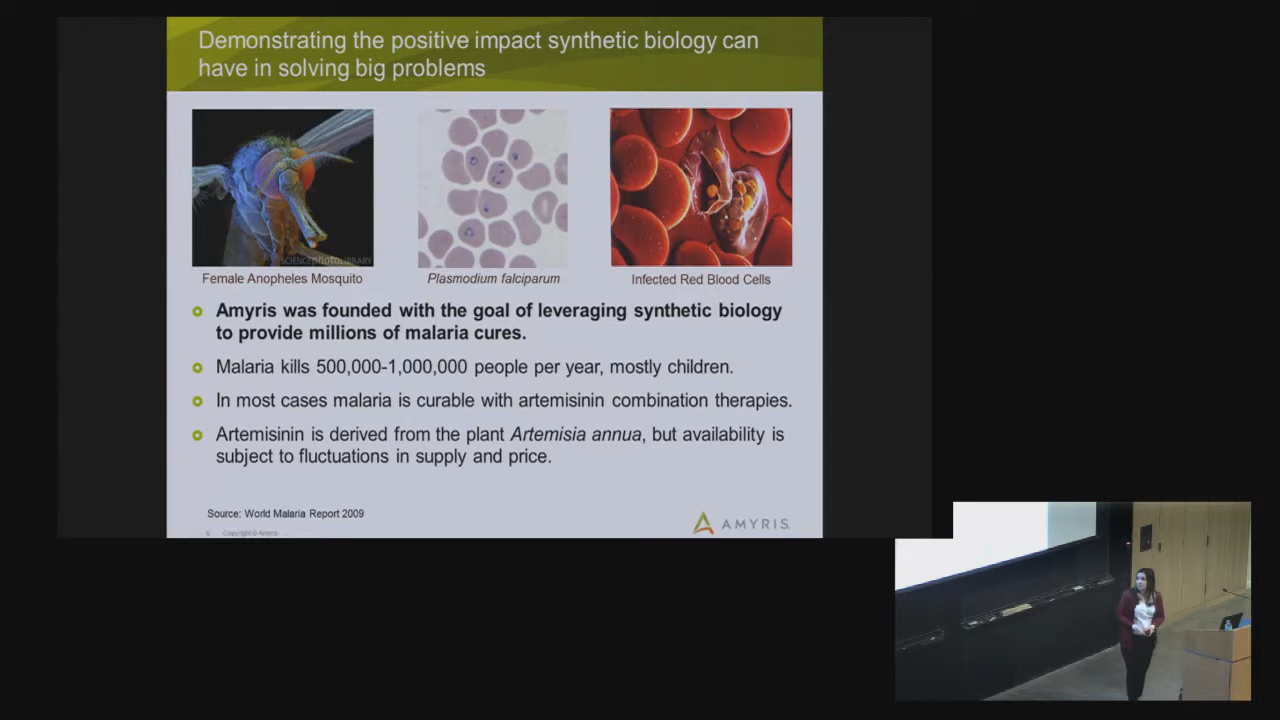 Demonstrating the positive impact synthetic biology can
have in solving big problems
SCIENCEphotoLIBRARY
Female Anopheles Mosquito
Plasmodium falciparum
Infected Red Blood Cells
Amyris was founded with the goal of leveraging synthetic biology
to provide millions of malaria cures.
Malaria kills 500,000-1,000,000 people per year, mostly children.
In most cases malaria is curable with artemisinin combination therapies.
Artemisinin is derived from the plant Artemisia annua, but availability is
subject to fluctuations in supply and price.
Source: World Malaria Report 2009
Copyright © Amyris
AMYRIS